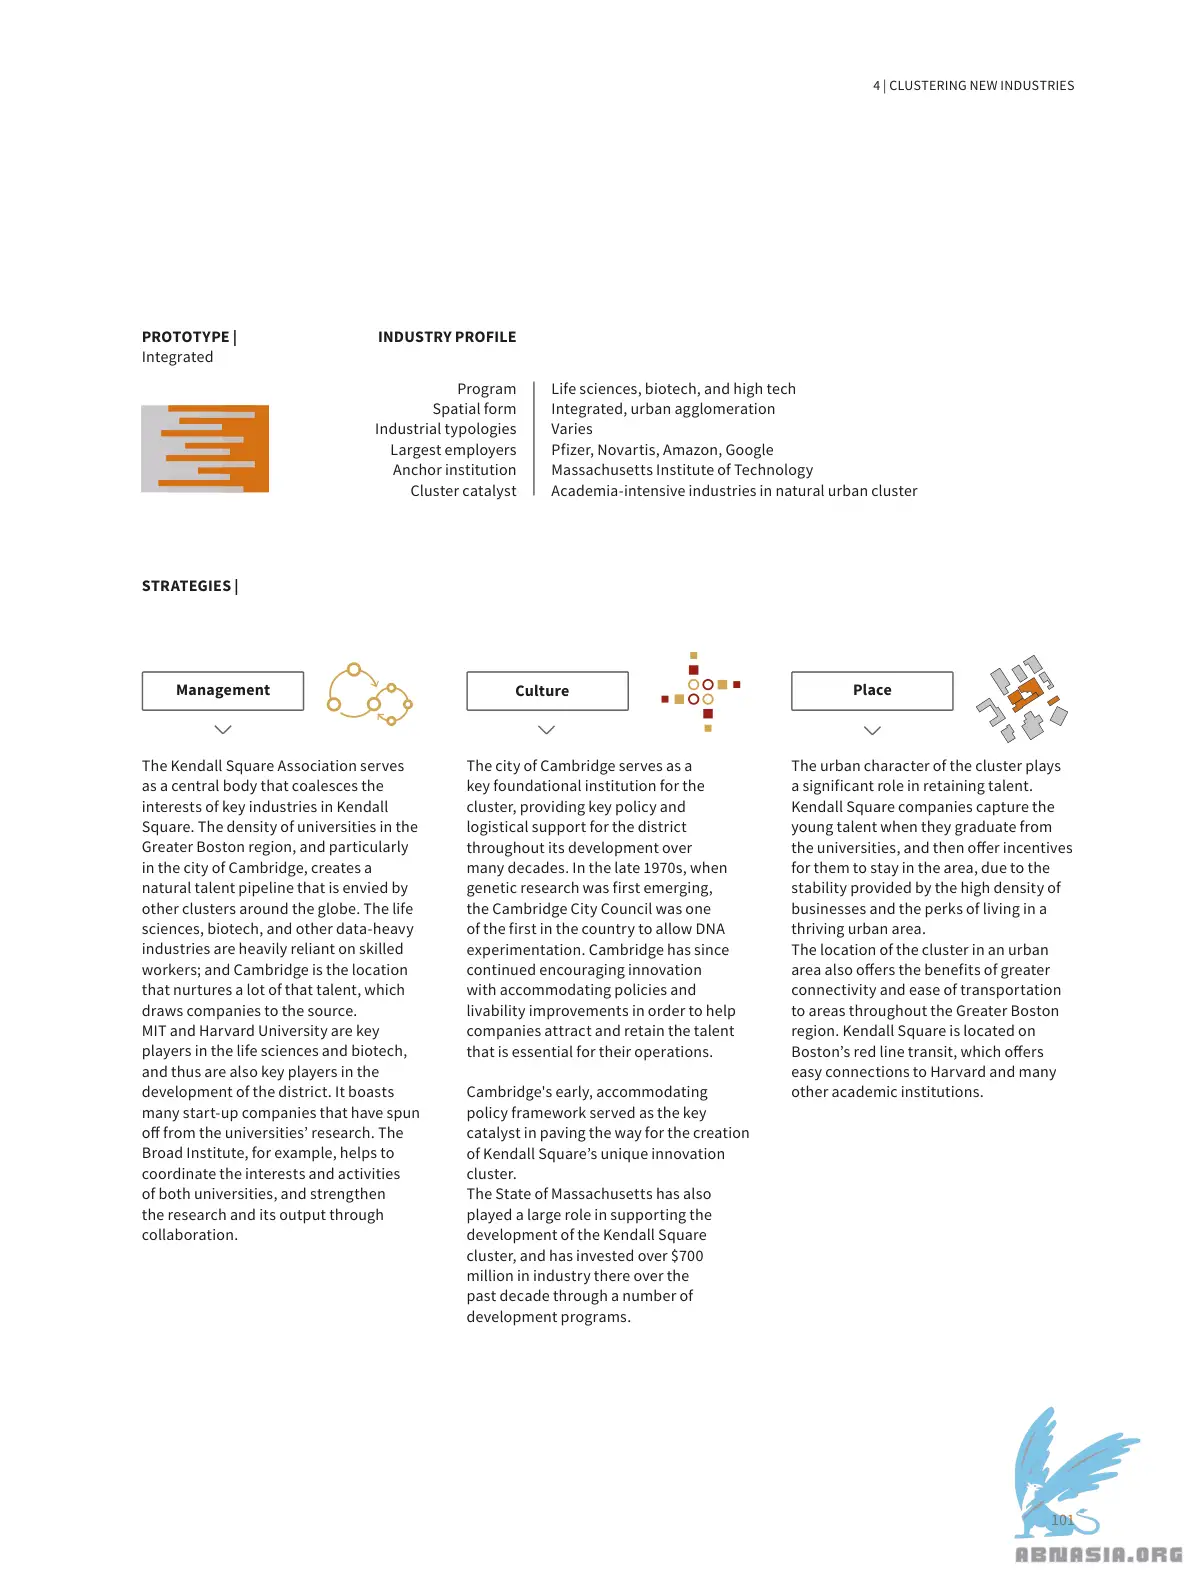 4 | CLUSTERING NEW INDUSTRIES
PROTOTYPE |
Integrated
INDUSTRY PROFILE
Program Life sciences, biotech, and high tech
Spatial form Integrated, urban agglomeration
Industrial typologies Varies
Largest employers Pfizer, Novartis, Amazon, Google
Anchor institution Massachusetts Institute of Technology
Cluster catalyst Academia-intensive industries in natural urban cluster
STRATEGIES |
Management
The Kendall Square Association serves
as a central body that coalesces the
interests of key industries in Kendall
Square. The density of universities in the
Greater Boston region, and particularly
in the city of Cambridge, creates a
natural talent pipeline that is envied by
other clusters around the globe. The life
sciences, biotech, and other data-heavy
industries are heavily reliant on skilled
workers; and Cambridge is the location
that nurtures a lot of that talent, which
draws companies to the source.
MIT and Harvard University are key
players in the life sciences and biotech,
and thus are also key players in the
development of the district. It boasts
many start-up companies that have spun
off from the universities’ research. The
Broad Institute, for example, helps to
coordinate the interests and activities
of both universities, and strengthen
the research and its output through
collaboration.
Culture
The city of Cambridge serves as a
key foundational institution for the
cluster, providing key policy and
logistical support for the district
throughout its development over
many decades. In the late 1970s, when
genetic research was first emerging,
the Cambridge City Council was one
of the first in the country to allow DNA
experimentation. Cambridge has since
continued encouraging innovation
with accommodating policies and
livability improvements in order to help
companies attract and retain the talent
that is essential for their operations.
Cambridge's early, accommodating
policy framework served as the key
catalyst in paving the way for the creation
of Kendall Square’s unique innovation
cluster.
The State of Massachusetts has also
played a large role in supporting the
development of the Kendall Square
cluster, and has invested over $700
million in industry there over the
past decade through a number of
development programs.
Place
The urban character of the cluster plays
a significant role in retaining talent.
Kendall Square companies capture the
young talent when they graduate from
the universities, and then offer incentives
for them to stay in the area, due to the
stability provided by the high density of
businesses and the perks of living in a
thriving urban area.
The location of the cluster in an urban
area also offers the benefits of greater
connectivity and ease of transportation
to areas throughout the Greater Boston
region. Kendall Square is located on
Boston’s red line transit, which offers
easy connections to Harvard and many
other academic institutions.
101
ABNASIA.ORG